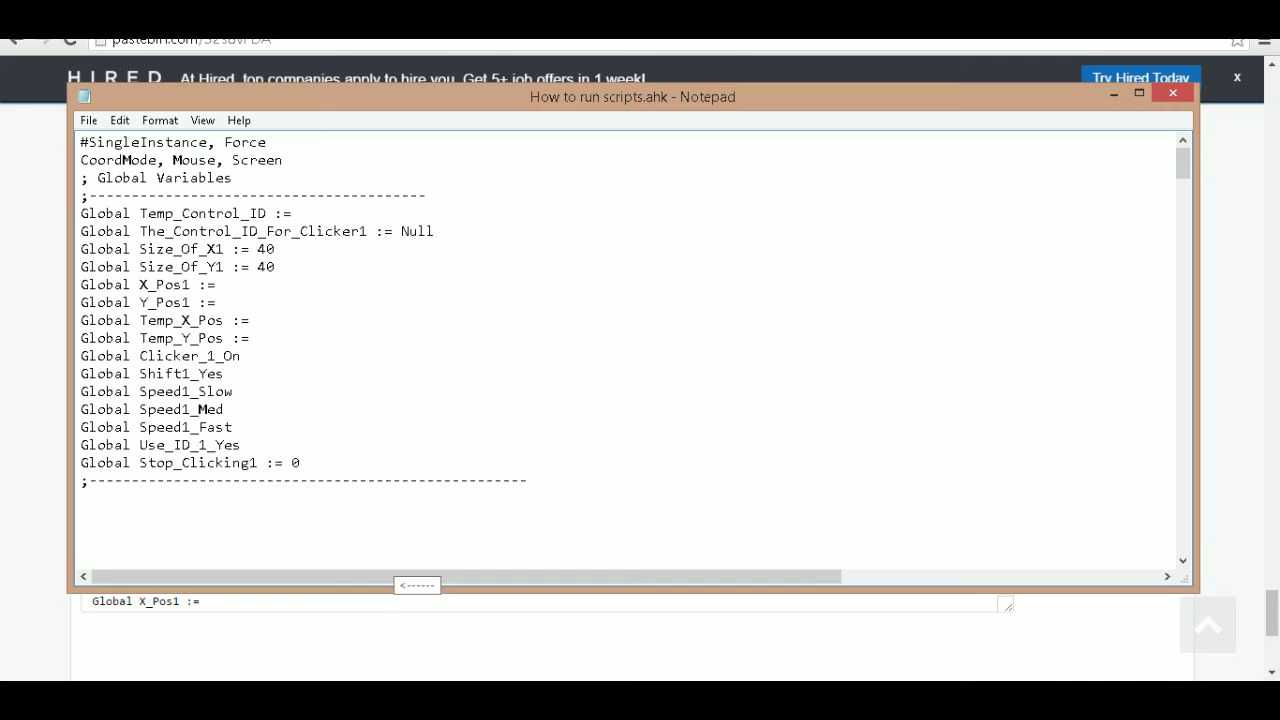 HIRED At Hired, top companies apply to hire you. Get 5+ job offers in 1 week! Try Hired Today x
How to run scripts.ahk - Notepad
File Edit Format View Help
#SingleInstance, Force
CoordMode, Mouse, Screen
; Global Variables
;----------------------------------------
Global Temp_Control_ID :=
Global The_Control_ID_For_Clicker1 := Null
Global Size_Of_X1 := 40
Global Size_Of_Y1 := 40
Global X_Pos1 :=
Global Y_Pos1 :=
Global Temp_X_Pos :=
Global Temp_Y_Pos :=
Global Clicker_1_On
Global Shift1_Yes
Global Speed1_Slow
Global Speed1_Med
Global Speed1_Fast
Global Use_ID_1_Yes
Global Stop_Clicking1 := 0
;----------------------------------------------------
<------
Global X_Pos1 :=